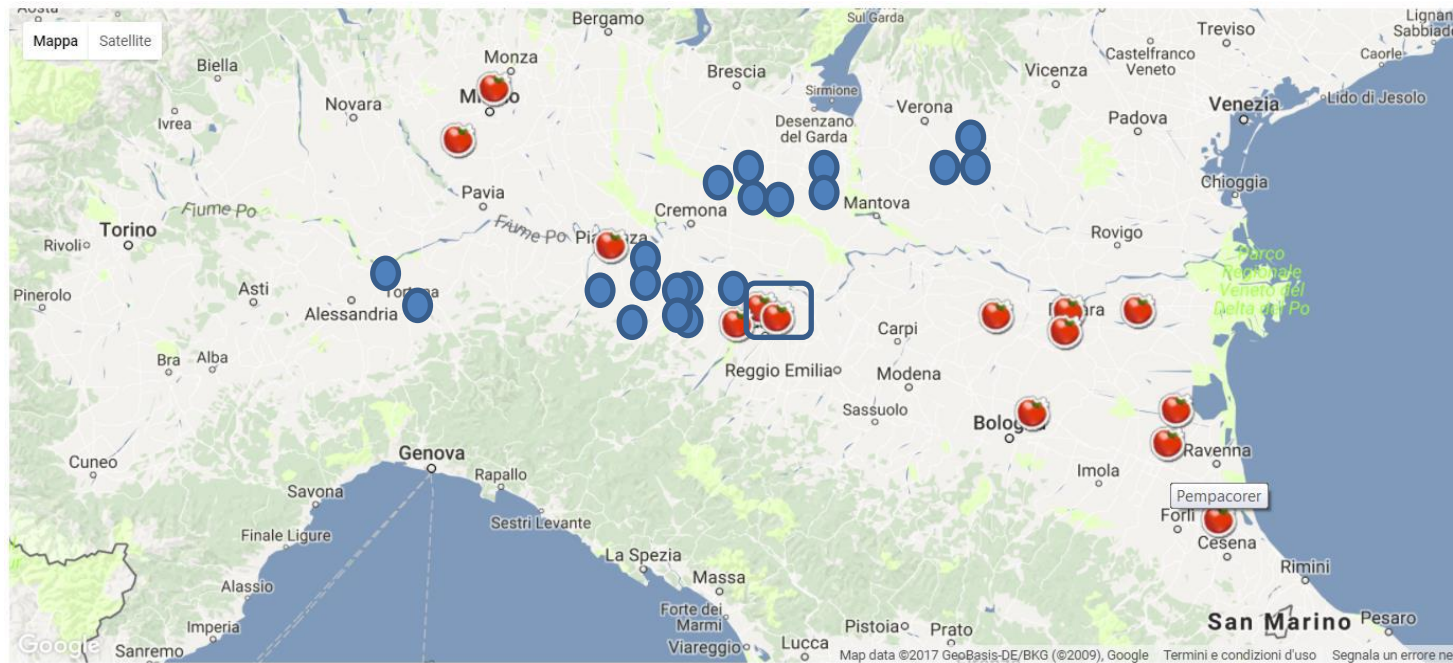 Aosta
Bergamo
Sul Garda
Lignan
Sabbiado
Mappa Satellite
Treviso
Castelfranco
Veneto
Caorle
Monza
Biella
Brescia
Vicenza
Novara
Sirmione
Verona
Venezia
Lido di Jesolo
Ivrea
Desenzano
del Garda
Padova
Pavia
Chioggia
Cremona
Mantova
Fiume Po
Fiume Po
Torino
Rivoli
Rovigo
Parco
Regionale
Veneto del
Delta del Po
Asti
Pinerolo
Alessandria
Carpi
Bra
Alba
Reggio Emilia
Modena
Sassuolo
Genova
Ravenna
Cuneo
Imola
Rapallo
Savona
Pempacorer
Forlì
Sestri Levante
Finale Ligure
Cesena
La Spezia
Rimini
Massa
Alassio
Forte dei
Marmi
San Marino
Pesaro
Imperia
Pistoia
Prato
Google
Viareggio
Lucca
Sanremo
Map data ©2017 GeoBasis-DE/BKG (©2009), Google Termini e condizioni d'uso Segnala un errore ne